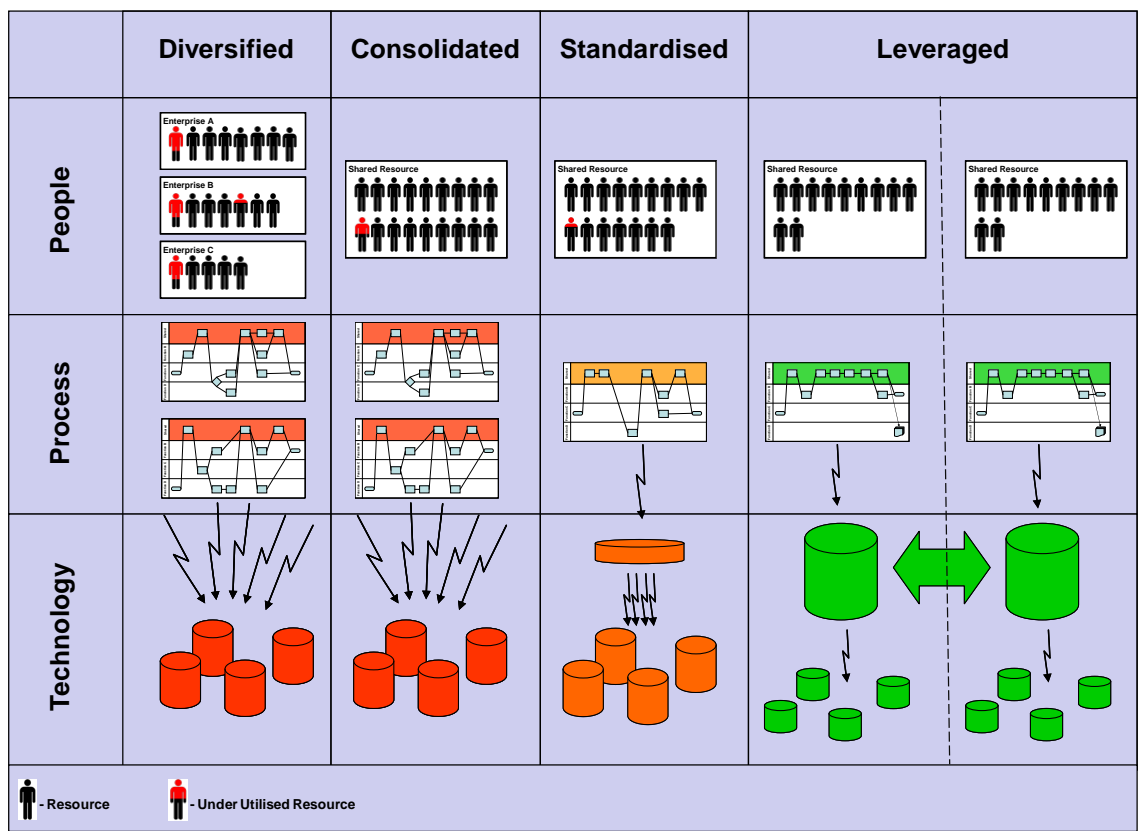 Diversified
Consolidated
Standardised
Leveraged
People
Enterprise A
Enterprise B
Enterprise C
Shared Resource
Shared Resource
Shared Resource
Shared Resource
Process
Technology
- Resource
- Under Utilised Resource